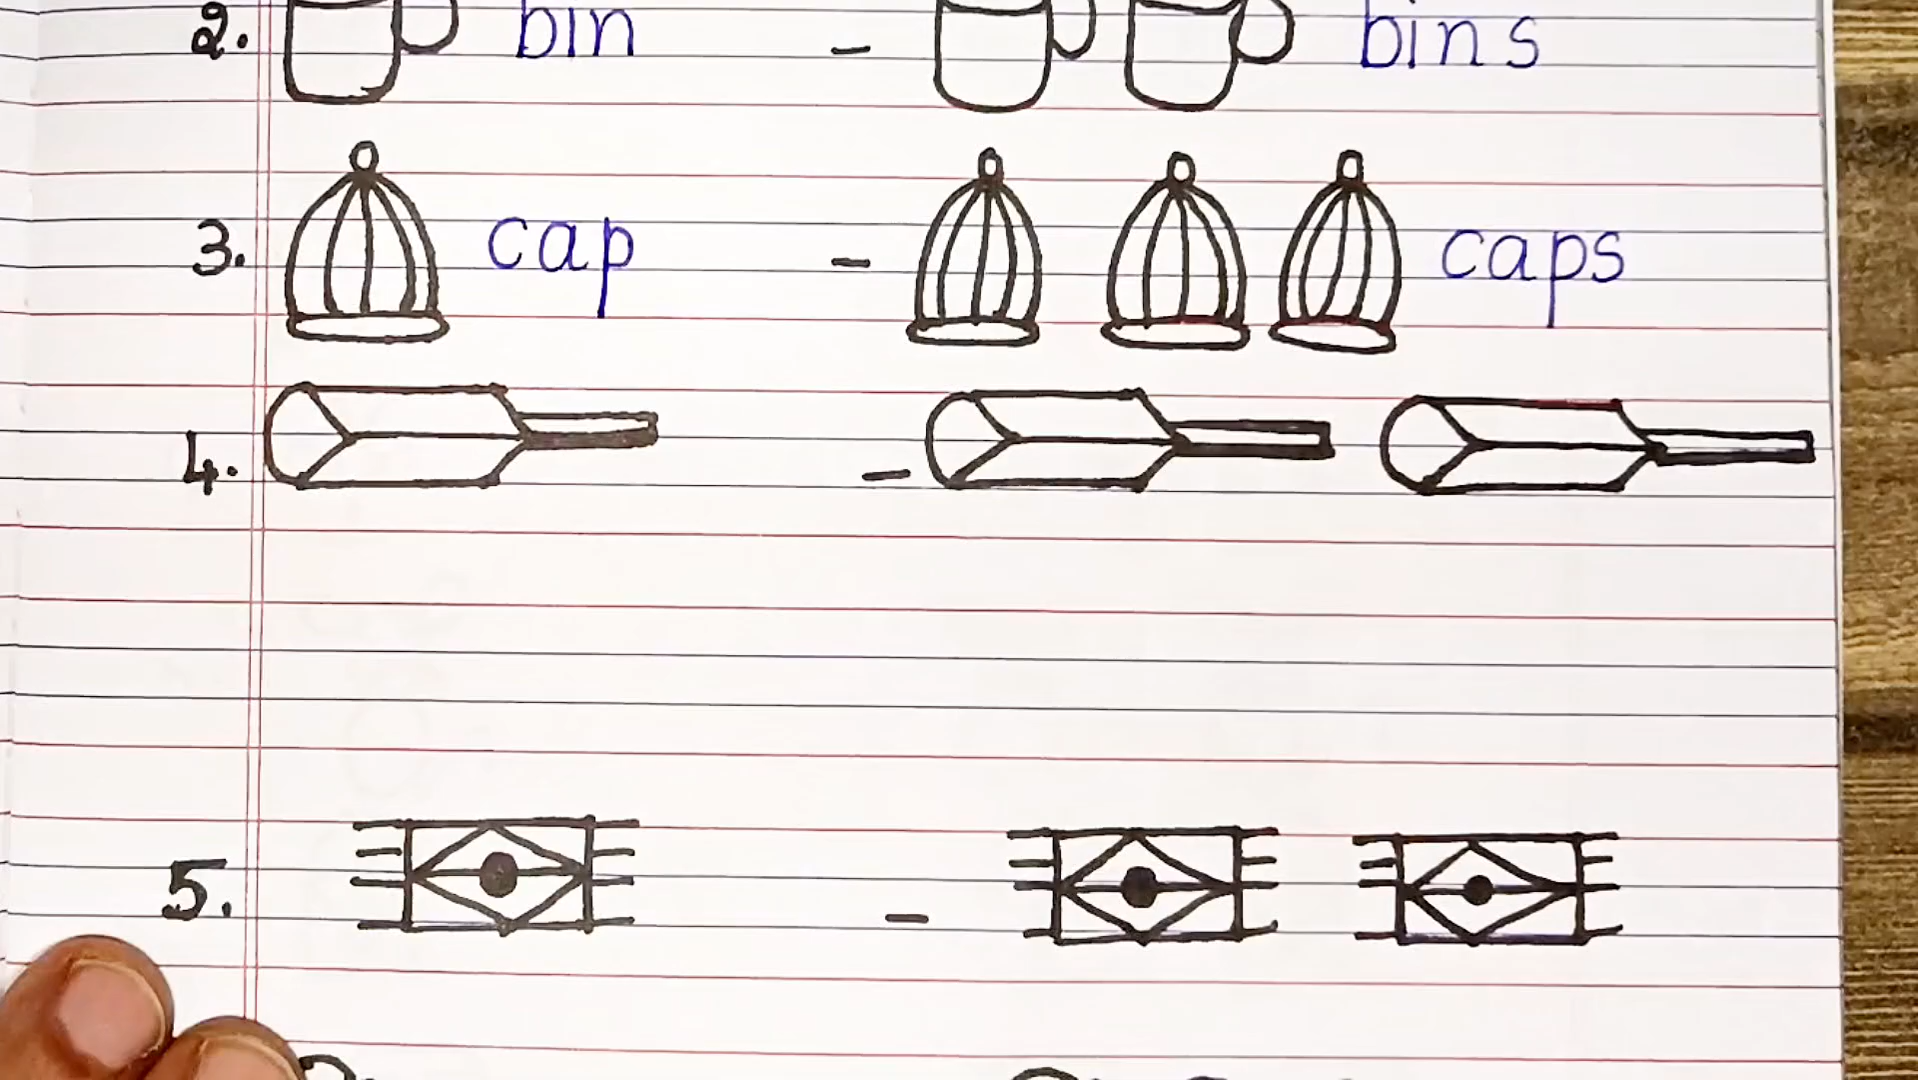 2. bin - bins
3. cap - caps
4. -
5. -